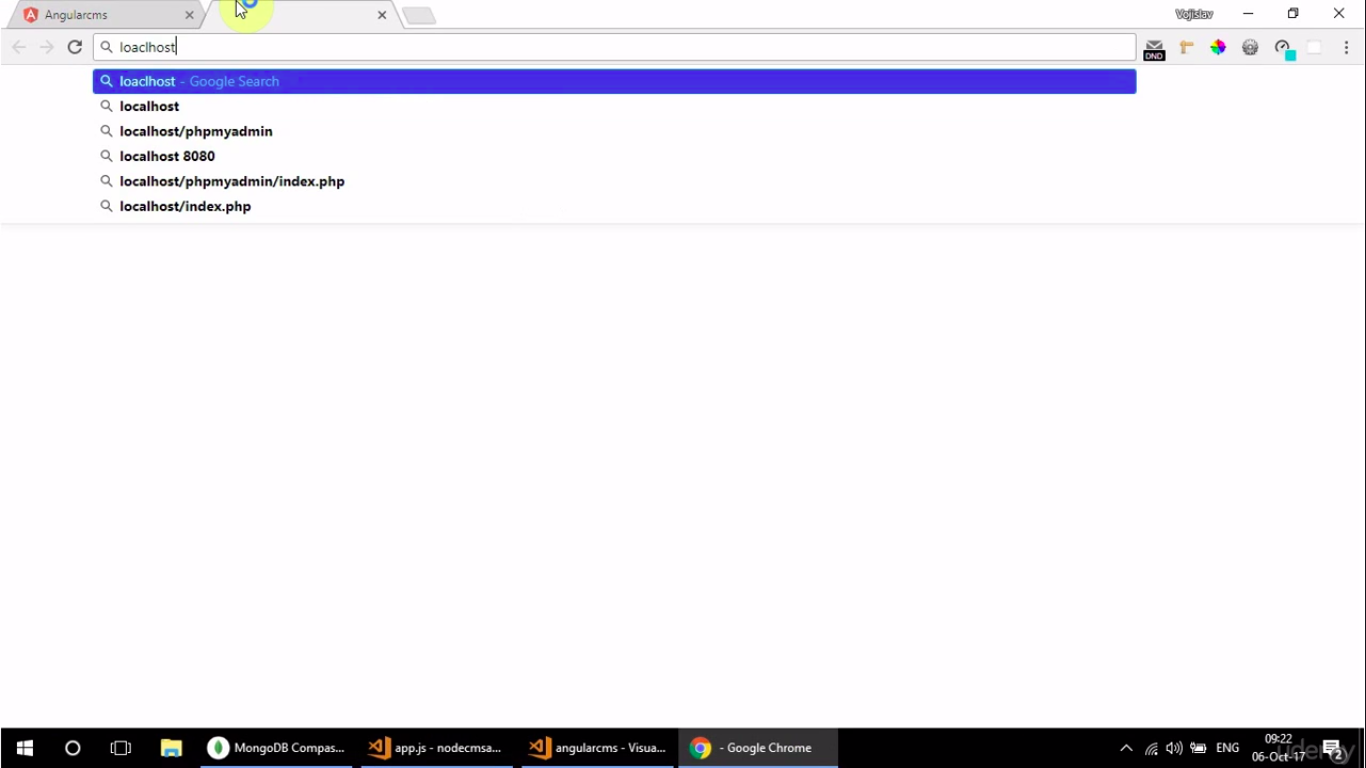 Angularcms
Vojislav
loaclhost
DND
loaclhost - Google Search
localhost
localhost/phpmyadmin
localhost 8080
localhost/phpmyadmin/index.php
localhost/index.php
MongoDB Compas...
app.js - nodecmsa...
angularcms - Visua...
- Google Chrome
ENG
09:22
06-Oct-17
2
udemy